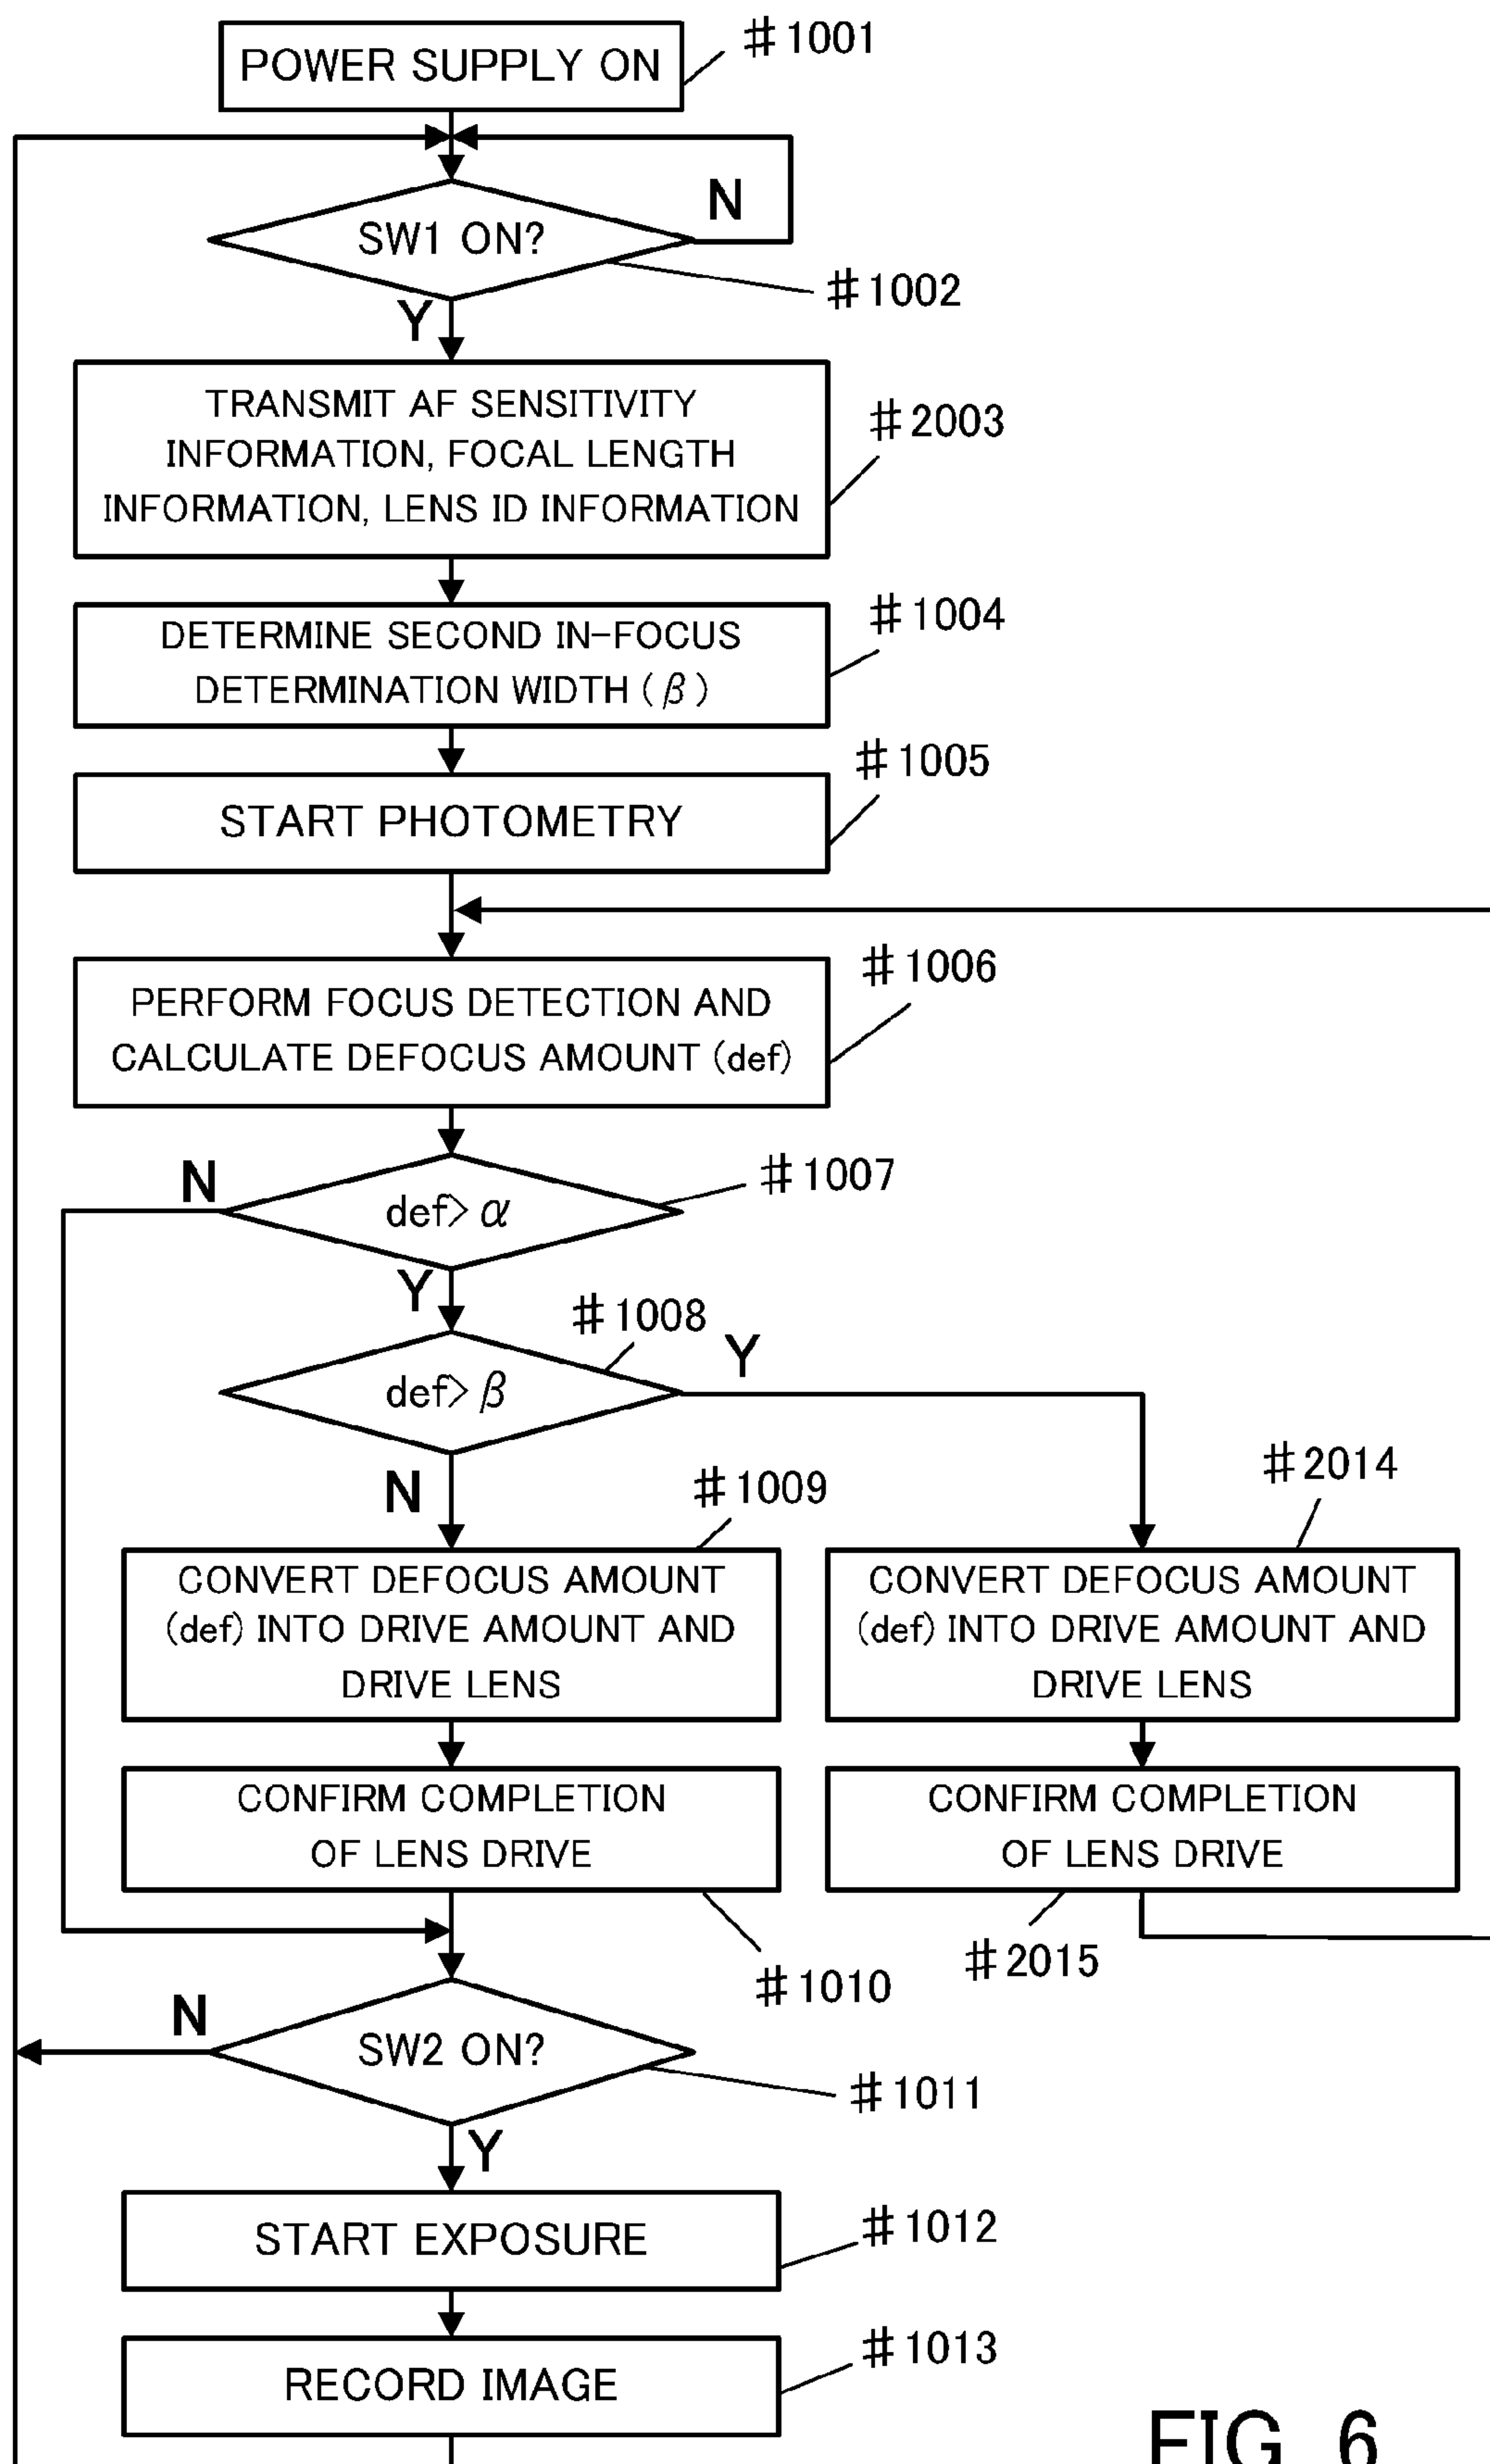 POWER SUPPLY ON
#1001
SW1 ON?
N
#1002
Y
TRANSMIT AF SENSITIVITY
INFORMATION, FOCAL LENGTH
INFORMATION, LENS ID INFORMATION
#2003
DETERMINE SECOND IN-FOCUS
DETERMINATION WIDTH (β)
#1004
START PHOTOMETRY
#1005
PERFORM FOCUS DETECTION AND
CALCULATE DEFOCUS AMOUNT (def)
#1006
N
def> α
#1007
Y
#1008
def> β
Y
N
#1009
CONVERT DEFOCUS AMOUNT
(def) INTO DRIVE AMOUNT AND
DRIVE LENS
#2014
CONVERT DEFOCUS AMOUNT
(def) INTO DRIVE AMOUNT AND
DRIVE LENS
CONFIRM COMPLETION
OF LENS DRIVE
#1010
CONFIRM COMPLETION
OF LENS DRIVE
#2015
N
SW2 ON?
#1011
Y
START EXPOSURE
#1012
RECORD IMAGE
#1013
FIG. 6